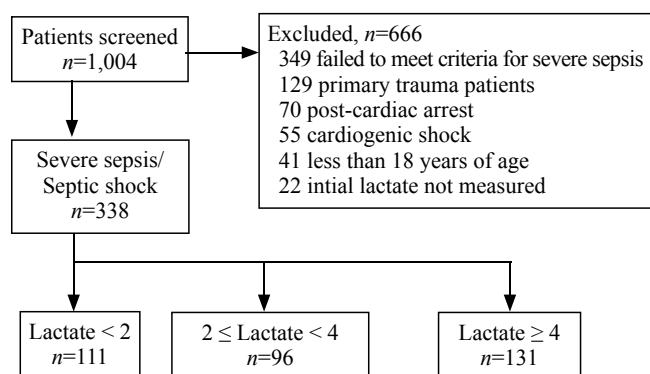 Patients screened
n=1,004
Excluded, n=666
349 failed to meet criteria for severe sepsis
129 primary trauma patients
70 post-cardiac arrest
55 cardiogenic shock
41 less than 18 years of age
22 intial lactate not measured
Severe sepsis/
Septic shock
n=338
Lactate < 2
n=111
2 ≤ Lactate < 4
n=96
Lactate ≥ 4
n=131